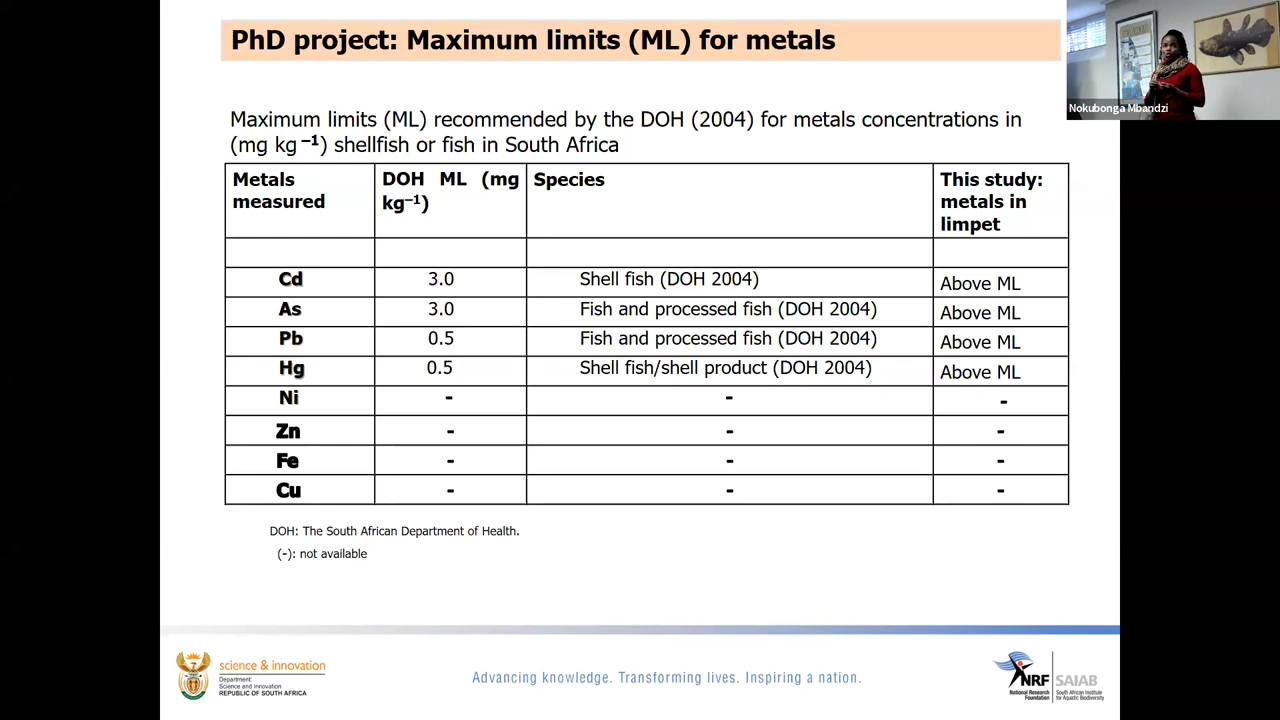 PhD project: Maximum limits (ML) for metals
Nokubonga Mbandzi
Maximum limits (ML) recommended by the DOH (2004) for metals concentrations in
(mg kg ⁻¹) shellfish or fish in South Africa
Metals measured | DOH ML (mg kg⁻¹) | Species | This study: metals in limpet
Cd | 3.0 | Shell fish (DOH 2004) | Above ML
As | 3.0 | Fish and processed fish (DOH 2004) | Above ML
Pb | 0.5 | Fish and processed fish (DOH 2004) | Above ML
Hg | 0.5 | Shell fish/shell product (DOH 2004) | Above ML
Ni | - | - | -
Zn | - | - | -
Fe | - | - | -
Cu | - | - | -
DOH: The South African Department of Health.
(-): not available
science & innovation
Department:
Science and Innovation
REPUBLIC OF SOUTH AFRICA
Advancing knowledge. Transforming lives. Inspiring a nation.
NRF
National Research
Foundation
SAIAB
South African Institute
for Aquatic Biodiversity